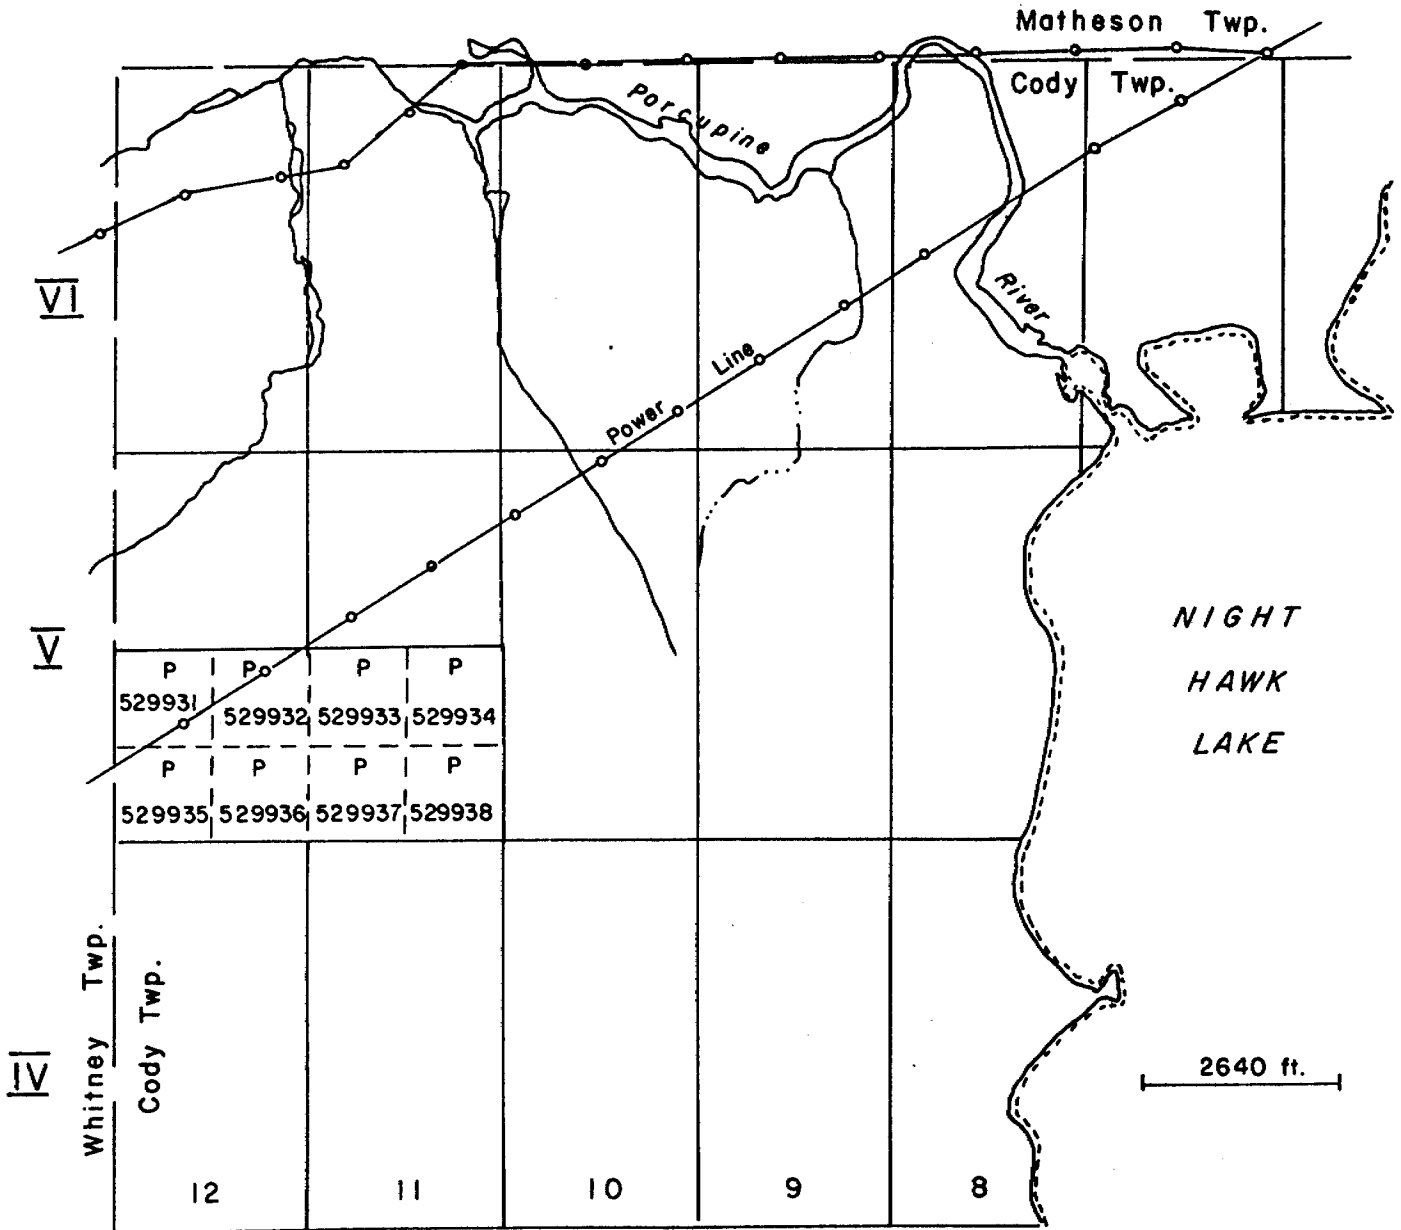 Matheson Twp.
Cody Twp.
Porcupine
River
VI
Power Line
V
P P P P
529931 529932 529933 529934
P P P P
529935 529936 529937 529938
NIGHT
HAWK
LAKE
Whitney Twp.
Cody Twp.
IV
2640 ft.
12 11 10 9 8